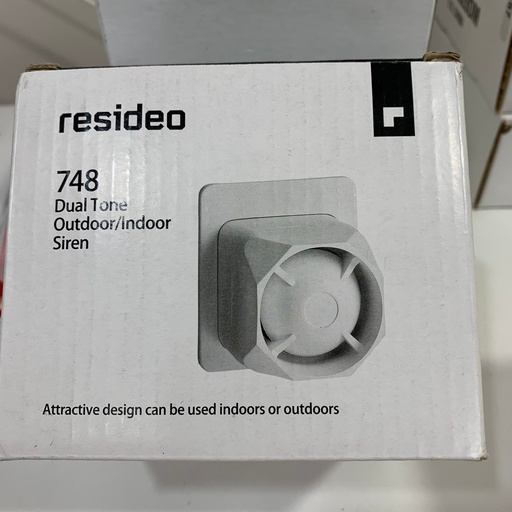 resideo
748
Dual Tone
Outdoor/Indoor
Siren
Attractive design can be used indoors or outdoors